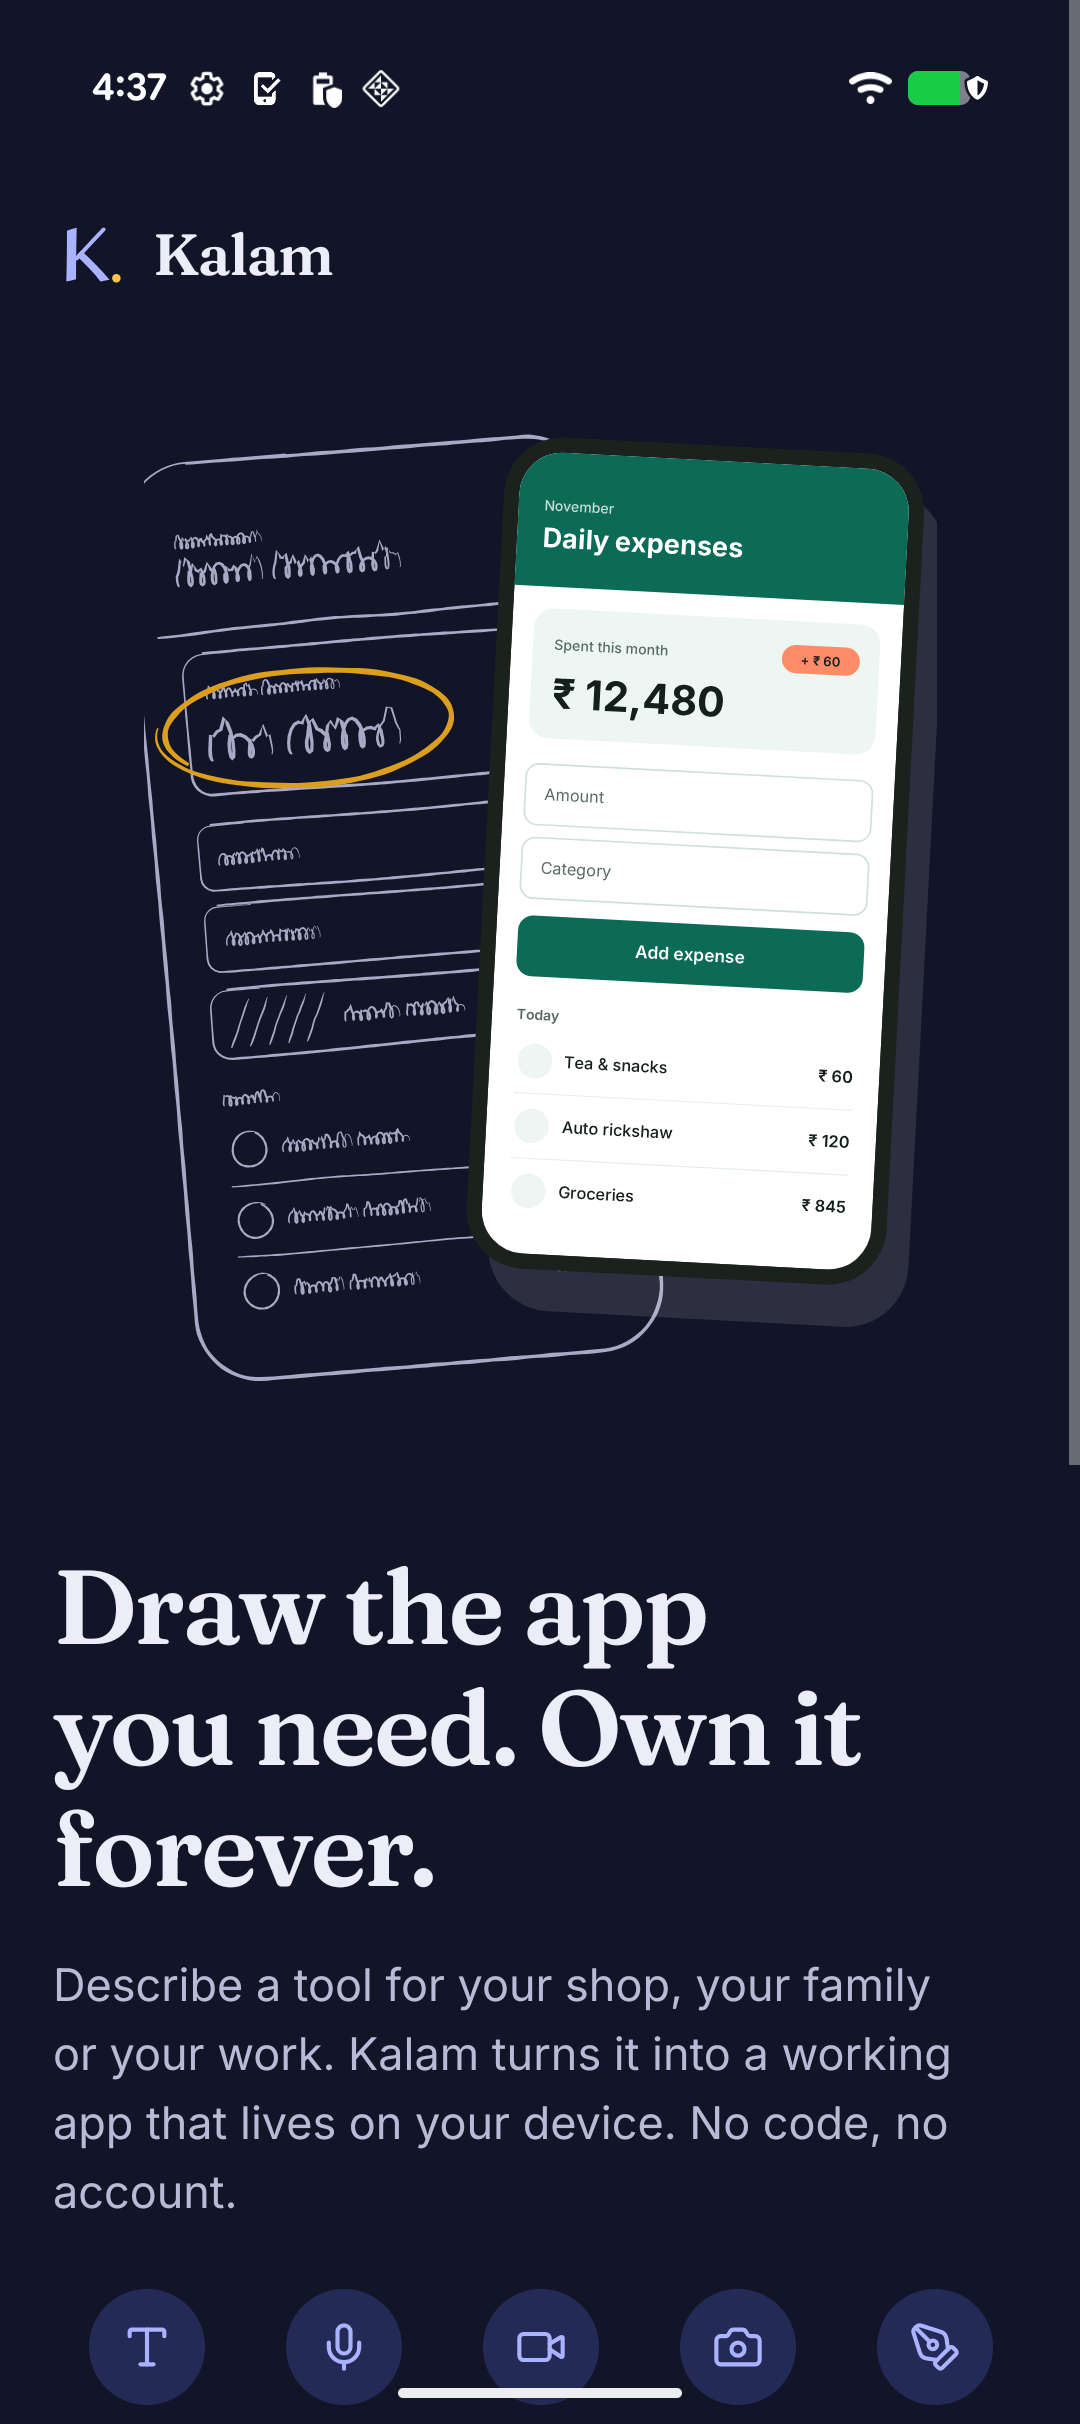 4:37
K. Kalam
November
Daily expenses
Spent this month
+ ₹ 60
₹ 12,480
Amount
Category
Add expense
Today
Tea & snacks ₹ 60
Auto rickshaw ₹ 120
Groceries ₹ 845
Draw the app
you need. Own it
forever.
Describe a tool for your shop, your family
or your work. Kalam turns it into a working
app that lives on your device. No code, no
account.